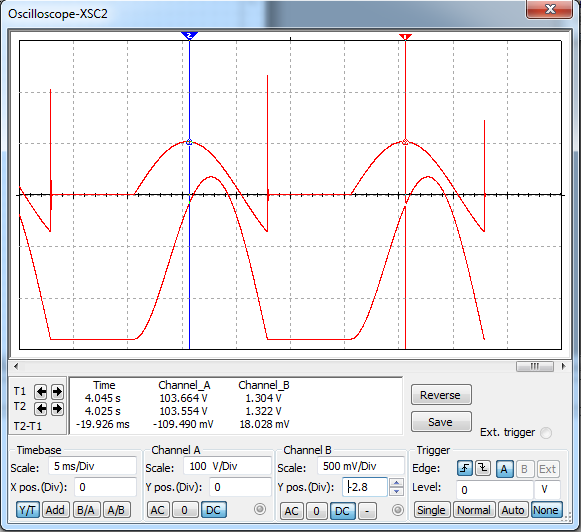 Oscilloscope-XSC2
2 1
Time Channel_A Channel_B
T1 4.045 s 103.664 V 1.304 V
T2 4.025 s 103.554 V 1.322 V
T2-T1 -19.926 ms -109.490 mV 18.028 mV
Reverse
Save
Ext. trigger
Timebase Channel A Channel B Trigger
Scale: 5 ms/Div Scale: 100 V/Div Scale: 500 mV/Div Edge: A B Ext
X pos.(Div): 0 Y pos.(Div): 0 Y pos.(Div): -2.8 Level: 0 V
Y/T Add B/A A/B AC 0 DC AC 0 DC - Single Normal Auto None